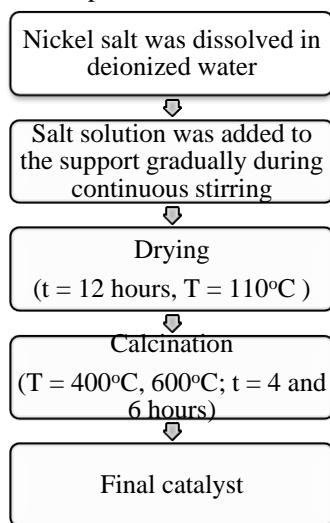 Nickel salt was dissolved in
deionized water
Salt solution was added to
the support gradually during
continuous stirring
Drying
(t = 12 hours, T = 110°C )
Calcination
(T = 400°C, 600°C; t = 4 and
6 hours)
Final catalyst